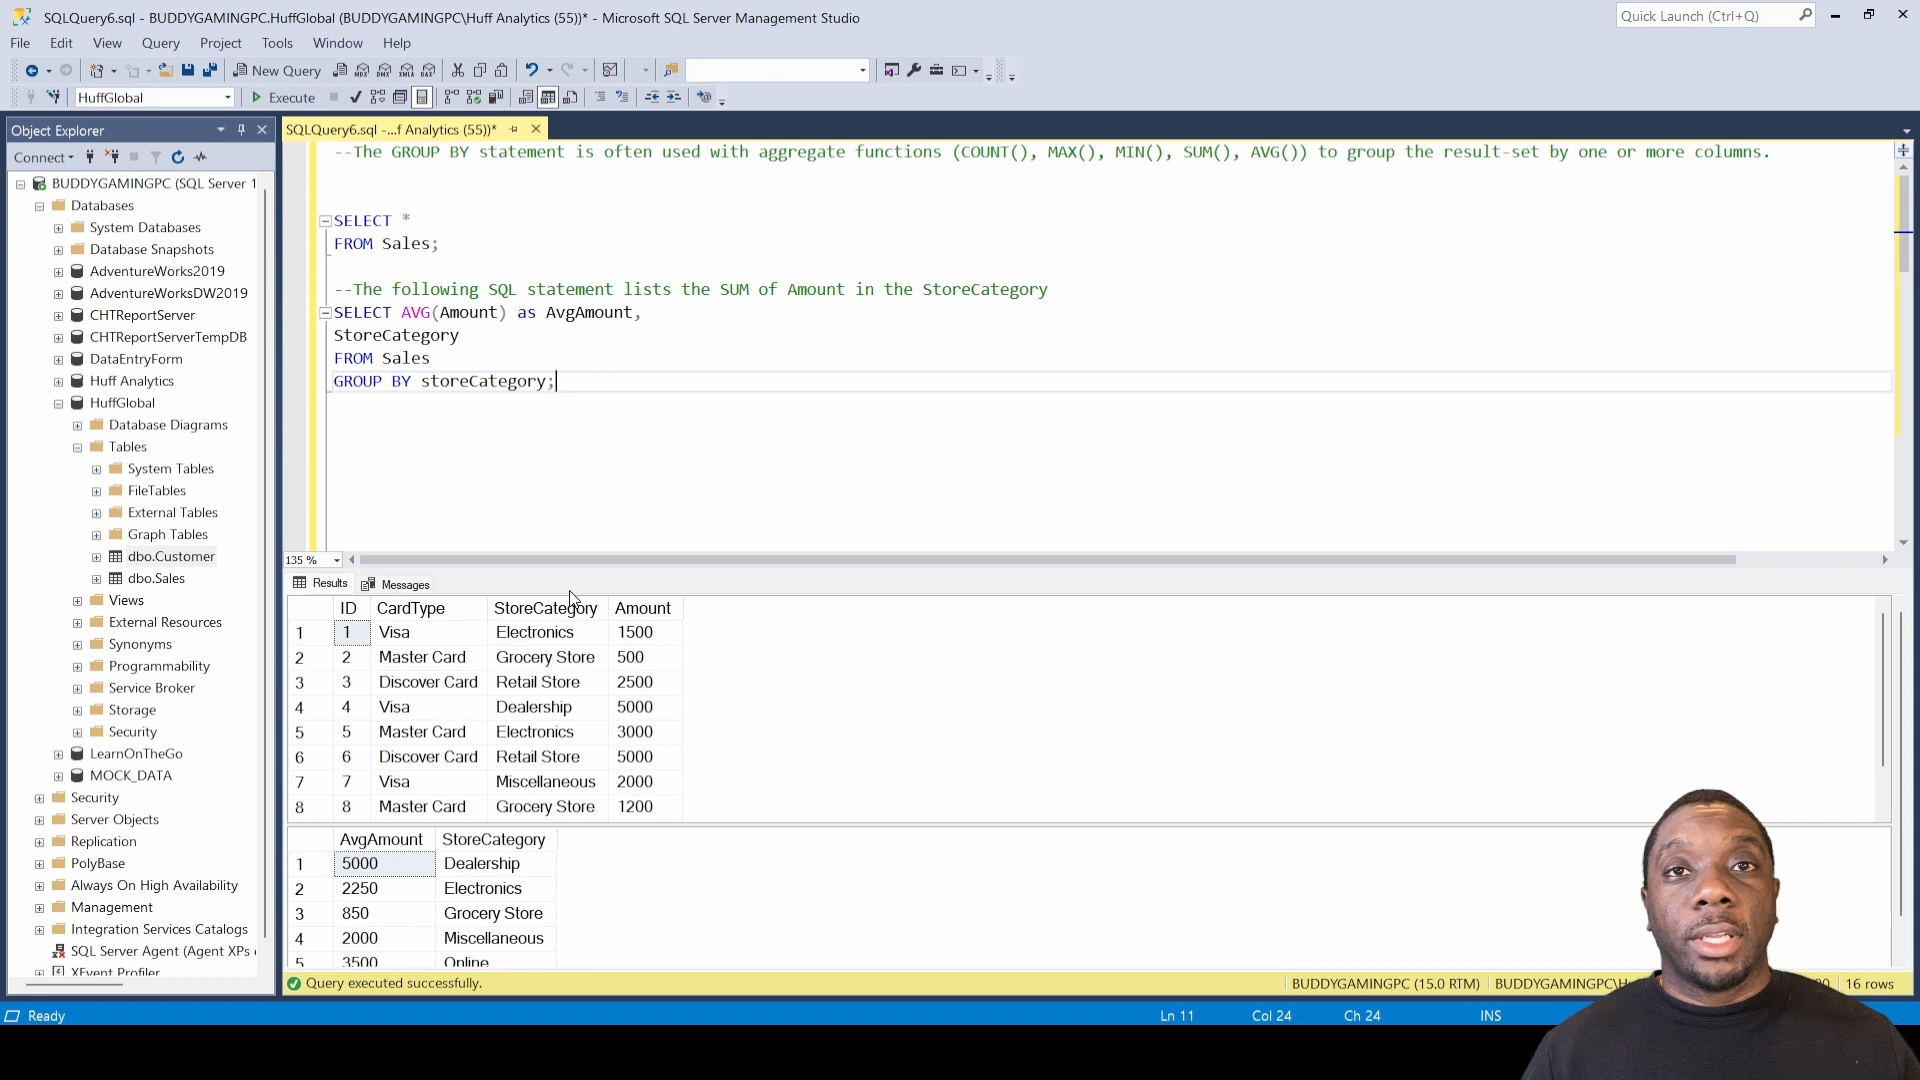 SQLQuery6.sql - BUDDYGAMINGPC.HuffGlobal (BUDDYGAMINGPC\Huff Analytics (55))* - Microsoft SQL Server Management Studio
Quick Launch (Ctrl+Q)
File Edit View Query Project Tools Window Help
New Query MDX DMX XMLA DAX
HuffGlobal Execute
Object Explorer
Connect
BUDDYGAMINGPC (SQL Server 1
Databases
System Databases
Database Snapshots
AdventureWorks2019
AdventureWorksDW2019
CHTReportServer
CHTReportServerTempDB
DataEntryForm
Huff Analytics
HuffGlobal
Database Diagrams
Tables
System Tables
FileTables
External Tables
Graph Tables
dbo.Customer
dbo.Sales
Views
External Resources
Synonyms
Programmability
Service Broker
Storage
Security
LearnOnTheGo
MOCK_DATA
Security
Server Objects
Replication
PolyBase
Always On High Availability
Management
Integration Services Catalogs
SQL Server Agent (Agent XPs
XEvent Profiler
SQLQuery6.sql -...f Analytics (55))*
--The GROUP BY statement is often used with aggregate functions (COUNT(), MAX(), MIN(), SUM(), AVG()) to group the result-set by one or more columns.
SELECT *
FROM Sales;
--The following SQL statement lists the SUM of Amount in the StoreCategory
SELECT AVG(Amount) as AvgAmount,
StoreCategory
FROM Sales
GROUP BY storeCategory;
135 %
Results Messages
ID CardType StoreCategory Amount
1 1 Visa Electronics 1500
2 2 Master Card Grocery Store 500
3 3 Discover Card Retail Store 2500
4 4 Visa Dealership 5000
5 5 Master Card Electronics 3000
6 6 Discover Card Retail Store 5000
7 7 Visa Miscellaneous 2000
8 8 Master Card Grocery Store 1200
AvgAmount StoreCategory
1 5000 Dealership
2 2250 Electronics
3 850 Grocery Store
4 2000 Miscellaneous
5 3500 Online
Query executed successfully. BUDDYGAMINGPC (15.0 RTM) BUDDYGAMINGPC\H 16 rows
Ready Ln 11 Col 24 Ch 24 INS